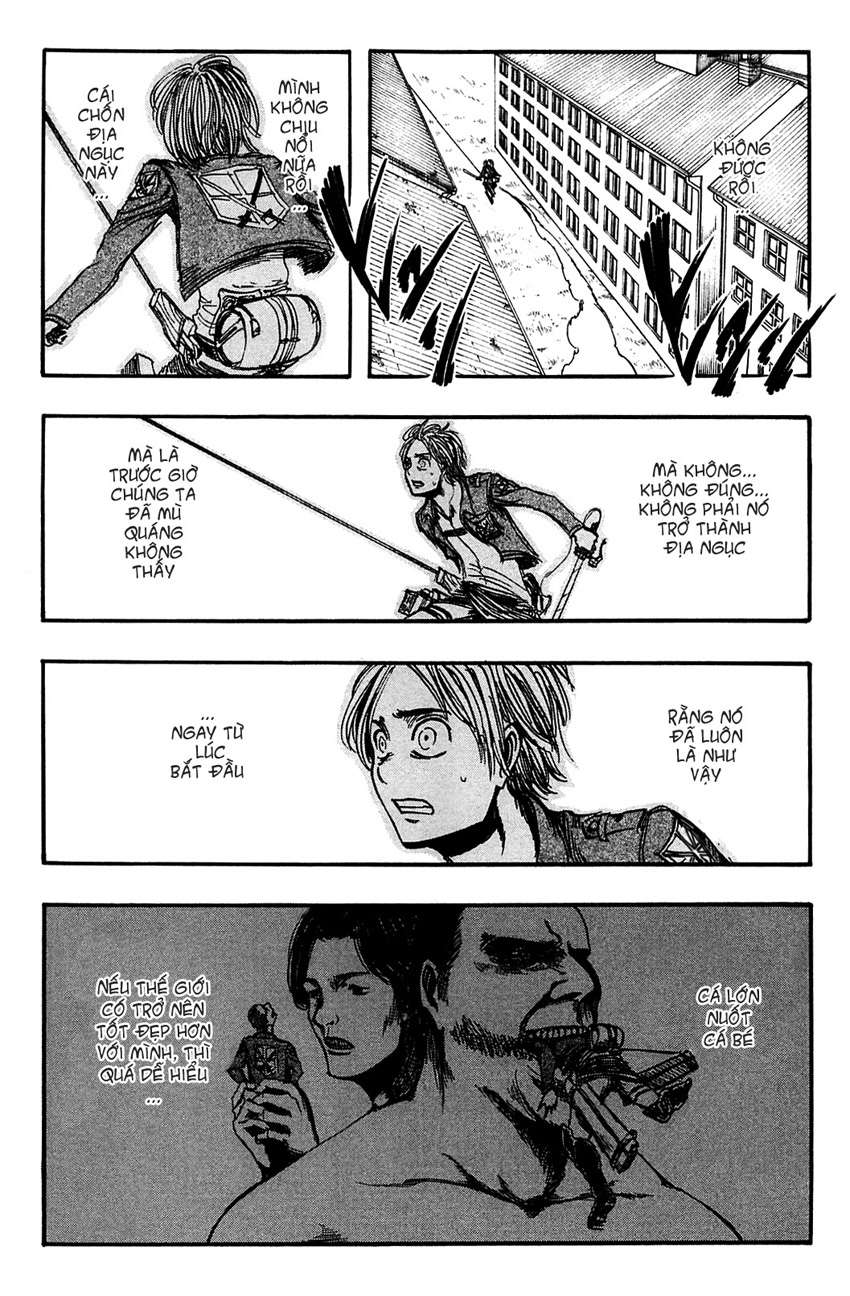 KHÔNG
ĐƯỢC
RỒI
...
MÌNH
KHÔNG
CHỊU
NỔI
NỮA
RỒI
...
CÁI
CHỐN
ĐỊA
NGỤC
NÀY
...
MÀ KHÔNG...
KHÔNG ĐÚNG...
KHÔNG PHẢI NÓ
TRỞ THÀNH
ĐỊA NGỤC
MÀ LÀ
TRƯỚC GIỜ
CHÚNG TA
ĐÃ MÙ
QUÁNG
KHÔNG
THẤY
RẰNG NÓ
ĐÃ LUÔN
LÀ NHƯ
VẬY
...
NGAY TỪ
LÚC
BẮT ĐẦU
CÁ LỚN
NUỐT
CÁ BÉ
NẾU THẾ GIỚI
CÓ TRỞ NÊN
TỐT ĐẸP HƠN
VỚI MÌNH, THÌ
QUÁ DỄ HIỂU
...